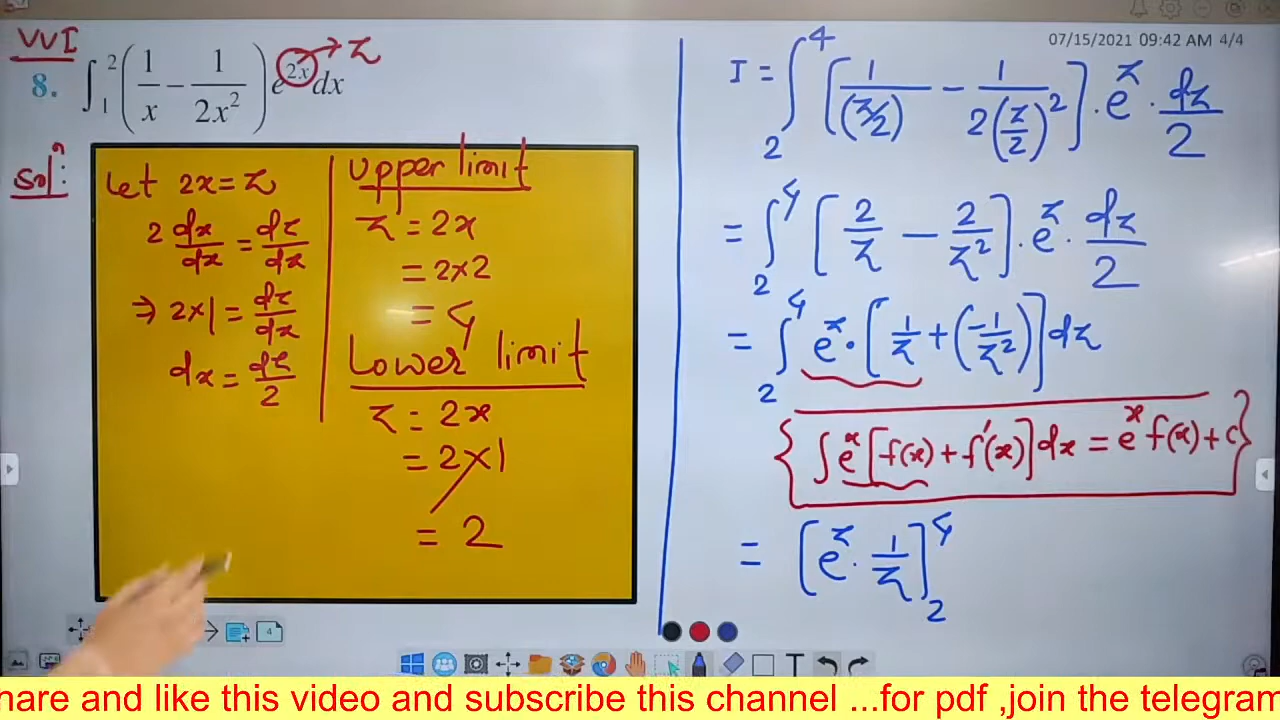 VVI
8. ∫₁² (1/x − 1/2x²) e^2x dx → z
Solⁿ:
Let 2x = z
2 dx/dx = dz/dx
⇒ 2×1 = dz/dx
dx = dz/2
Upper limit
z = 2x
= 2×2
= 4
Lower limit
z = 2x
= 2×1
= 2
07/15/2021 09:42 AM 4/4
I = ∫₂⁴ [1/(z/2) − 1/2(z/2)²] · e^z · dz/2
= ∫₂⁴ [2/z − 2/z²] · e^z · dz/2
= ∫₂⁴ e^z · [1/z + (−1/z²)] dz
{∫ e^x [f(x) + f'(x)] dx = e^x f(x) + c}
= [e^z · 1/z]₂⁴
4
T
hare and like this video and subscribe this channel ...for pdf ,join the telegram